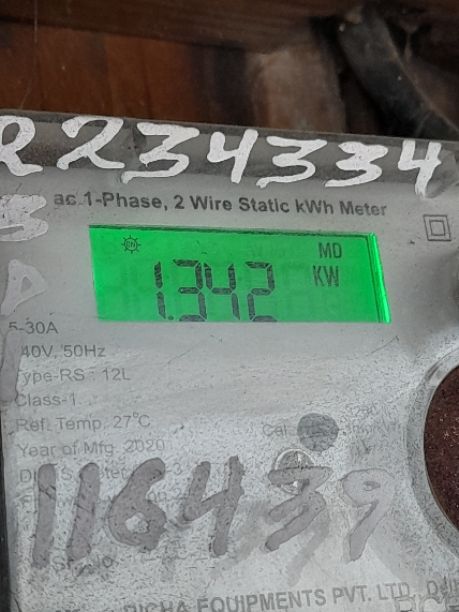 R234334
ac 1-Phase, 2 Wire Static kWh Meter
MD
1.342 KW
5-30A
240V, 50Hz
Type-RS : 12L
Class-1
Ref. Temp. 27°C
Year of Mfg. 2020
116439
EQUIPMENTS PVT. LTD.